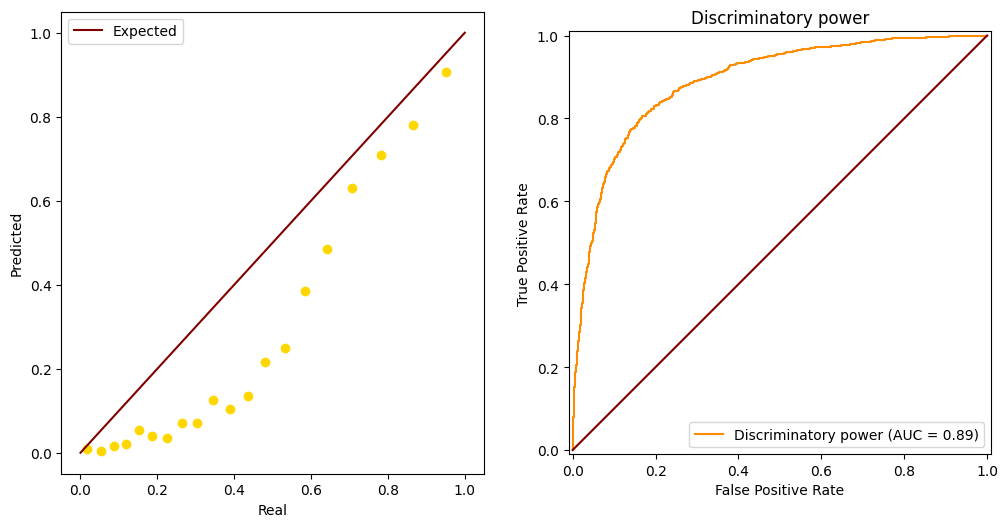 Expected
1.0
0.8
0.6
0.4
0.2
0.0
Predicted
0.0 0.2 0.4 0.6 0.8 1.0
Real
Discriminatory power
1.0
0.8
0.6
0.4
0.2
0.0
True Positive Rate
Discriminatory power (AUC = 0.89)
0.0 0.2 0.4 0.6 0.8 1.0
False Positive Rate